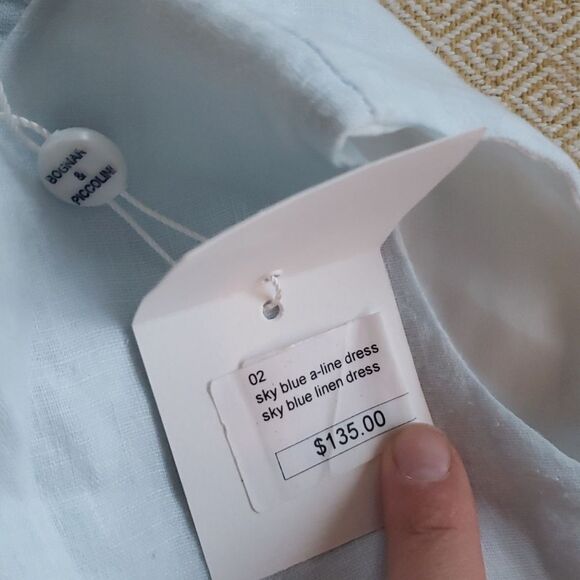 BOGNAR
&
PICCOLINI
02
sky blue a-line dress
sky blue linen dress
$135.00